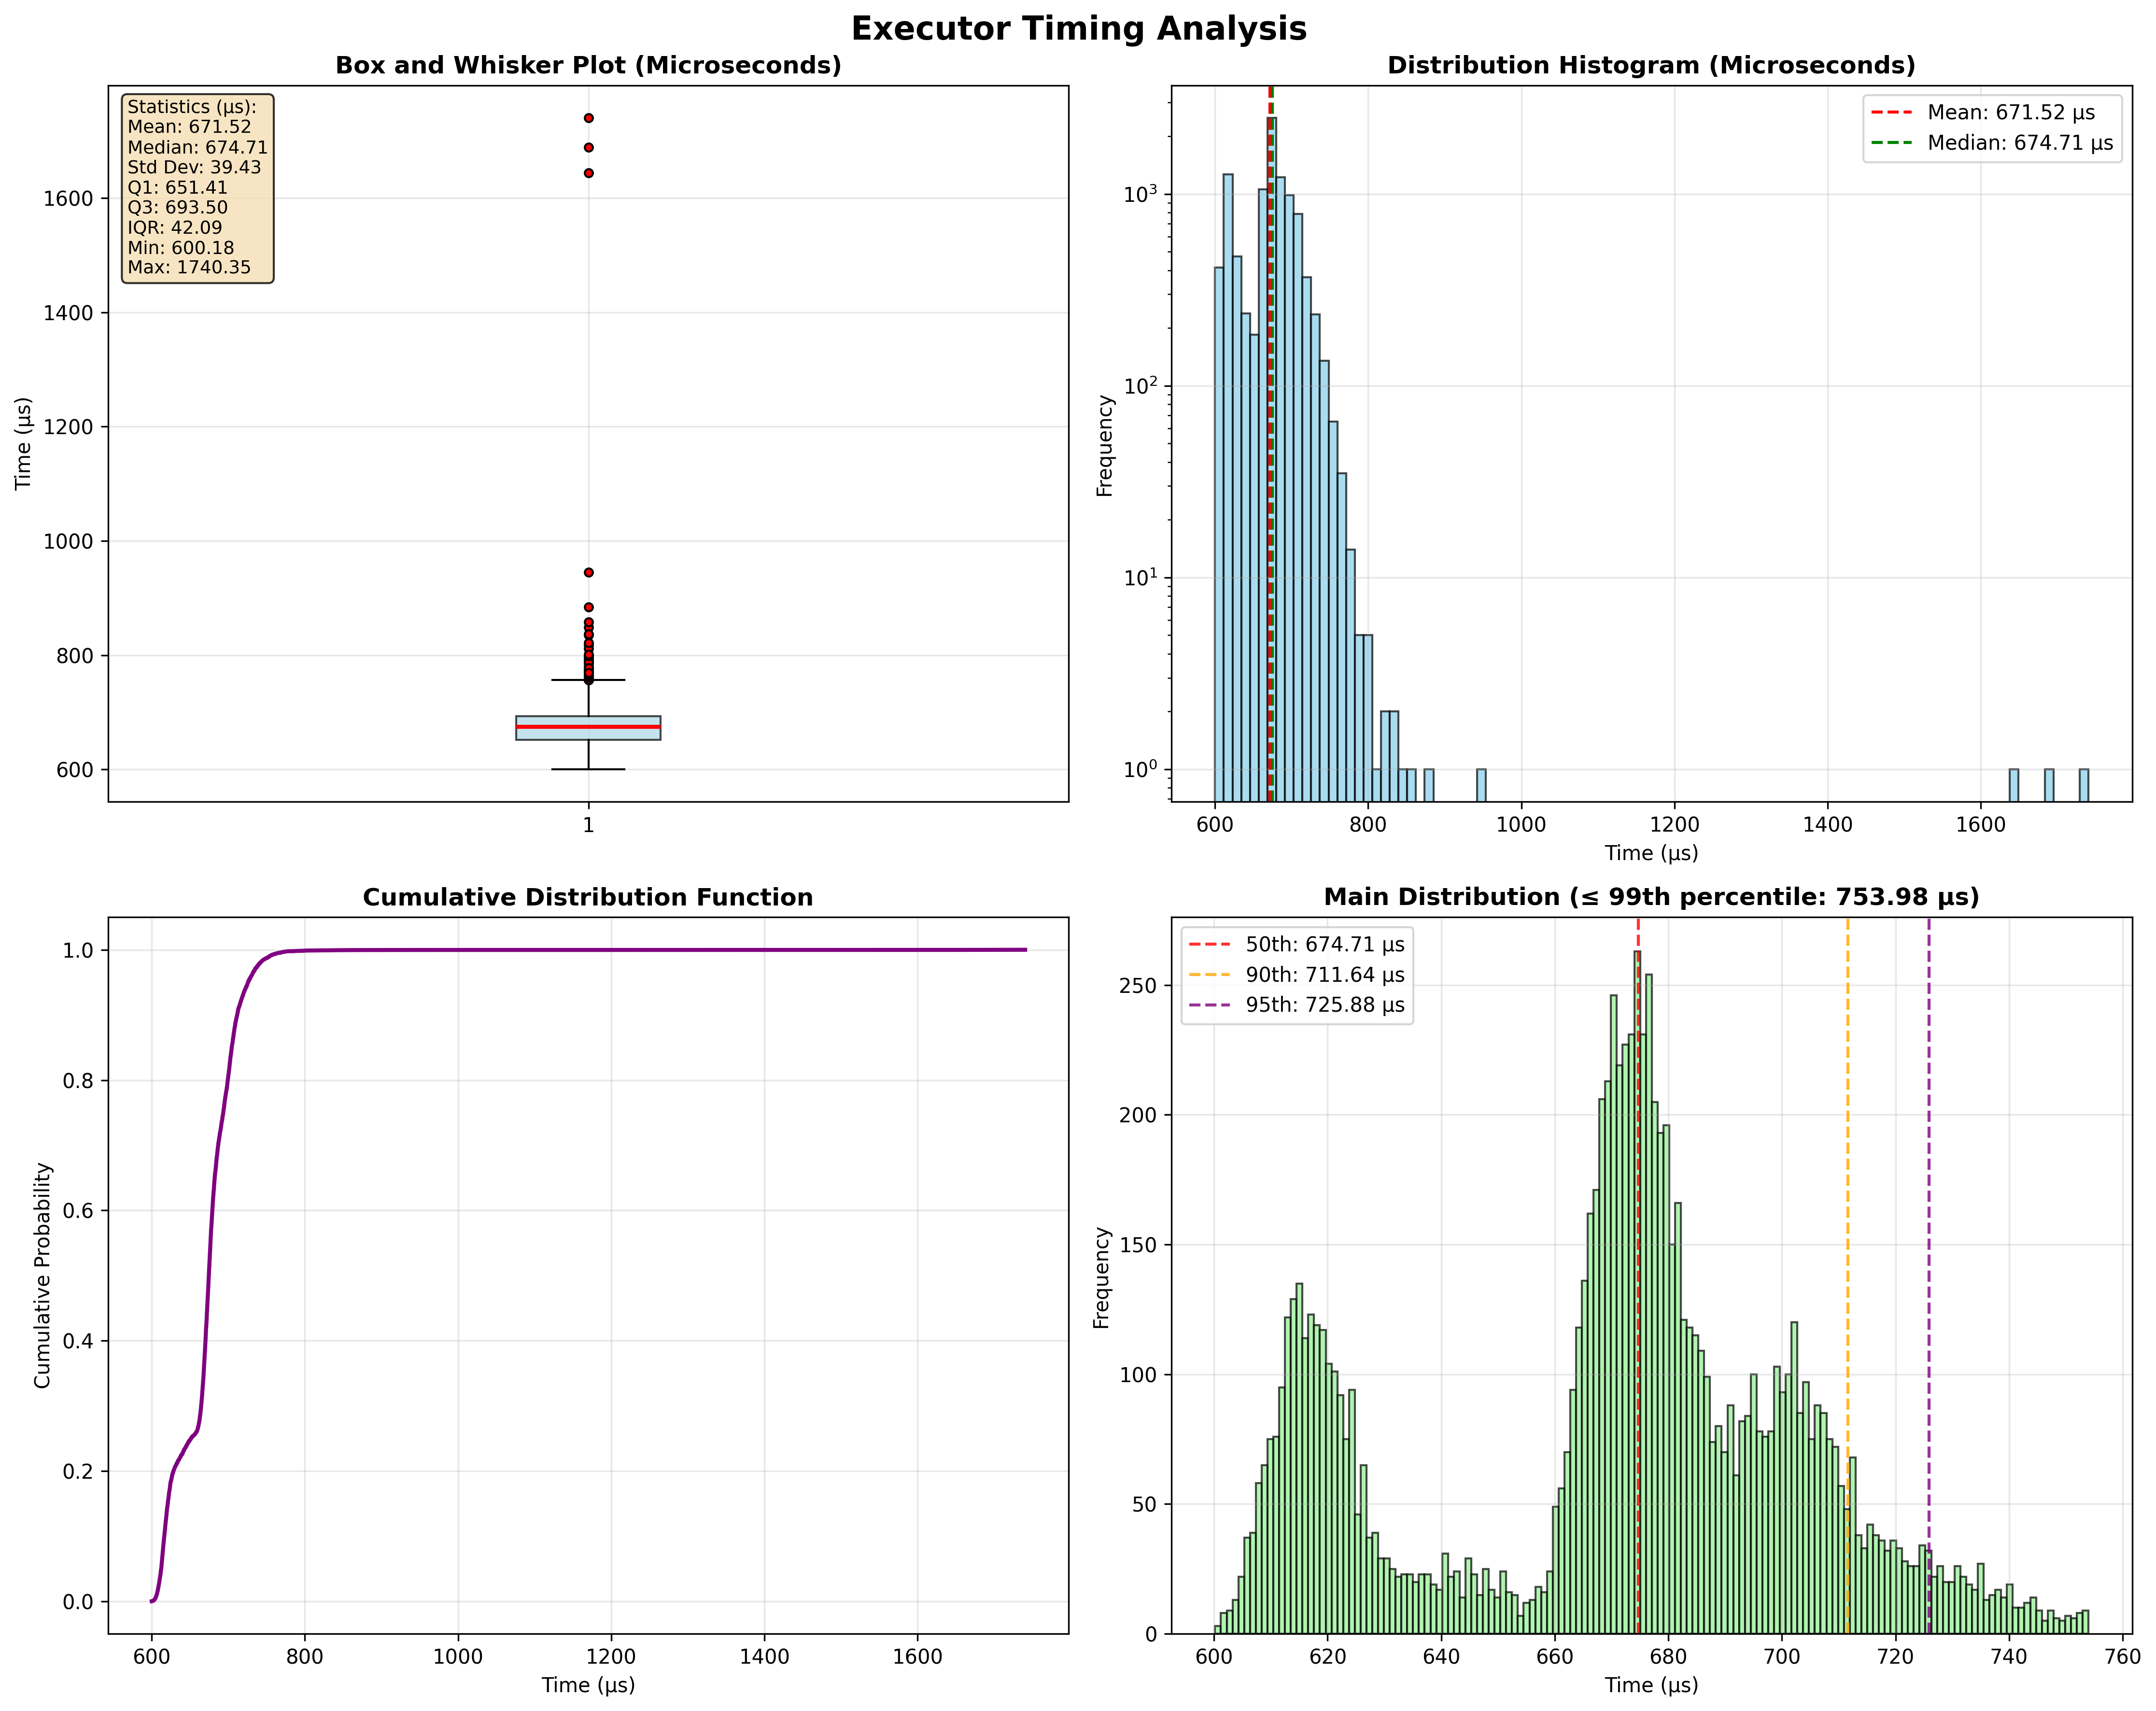 Executor Timing Analysis
Box and Whisker Plot (Microseconds)
Statistics (µs):
Mean: 671.52
Median: 674.71
Std Dev: 39.43
Q1: 651.41
Q3: 693.50
IQR: 42.09
Min: 600.18
Max: 1740.35
Time (µs)
1600
1400
1200
1000
800
600
1
Distribution Histogram (Microseconds)
Mean: 671.52 µs
Median: 674.71 µs
Frequency
10³
10²
10¹
10⁰
600 800 1000 1200 1400 1600
Time (µs)
Cumulative Distribution Function
Cumulative Probability
1.0
0.8
0.6
0.4
0.2
0.0
600 800 1000 1200 1400 1600
Time (µs)
Main Distribution (≤ 99th percentile: 753.98 µs)
50th: 674.71 µs
90th: 711.64 µs
95th: 725.88 µs
Frequency
250
200
150
100
50
0
600 620 640 660 680 700 720 740 760
Time (µs)